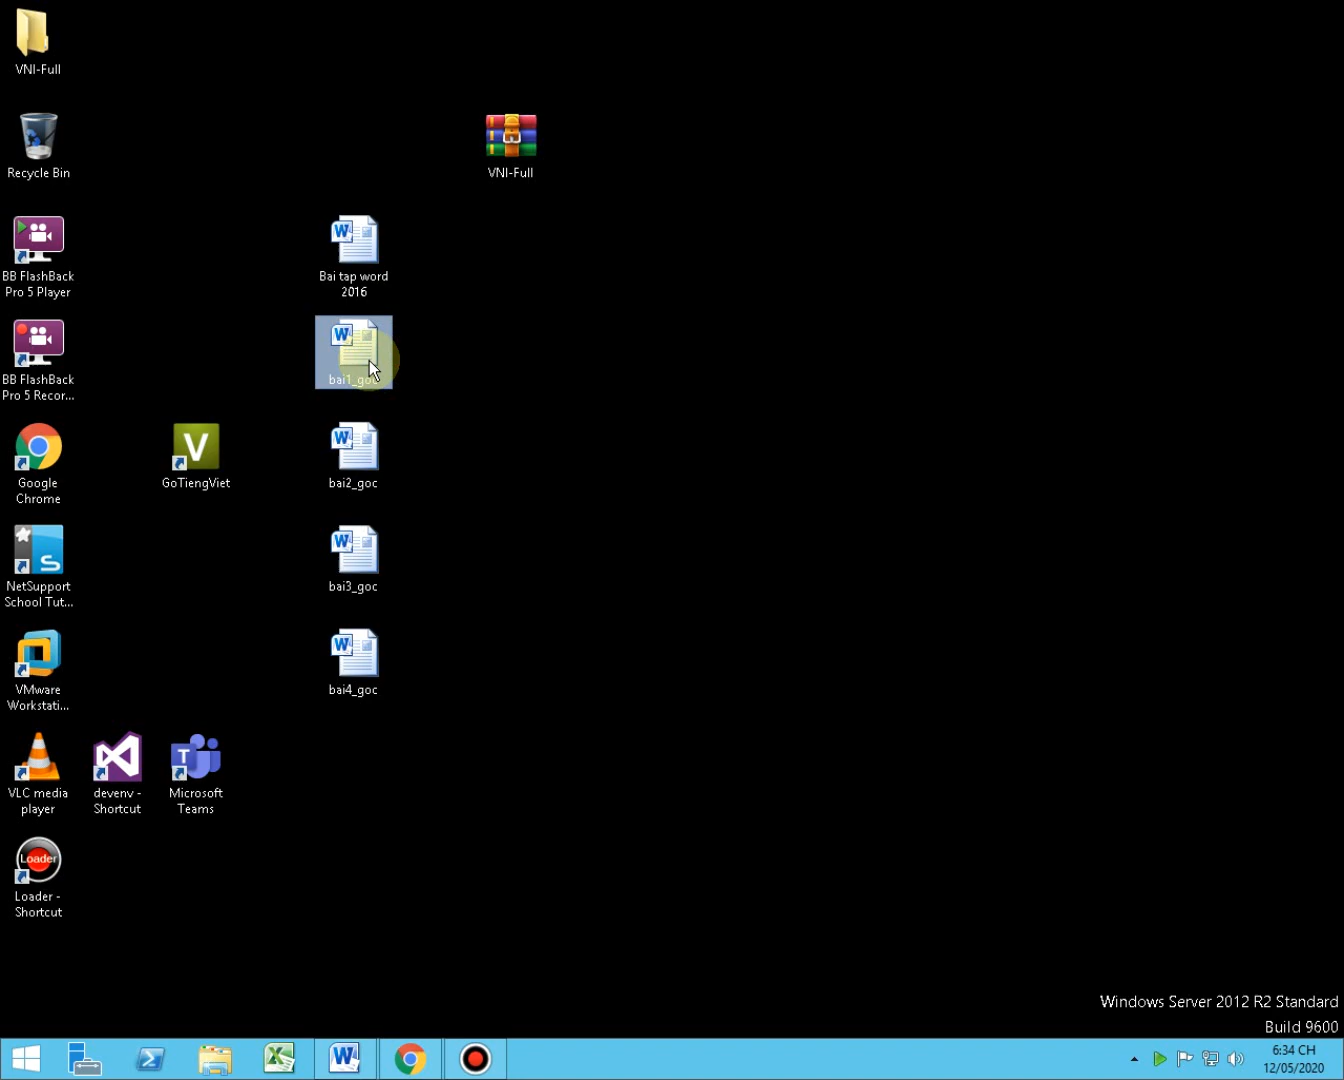 VNI-Full
Recycle Bin
VNI-Full
BB FlashBack
Pro 5 Player
Bai tap word
2016
BB FlashBack
Pro 5 Recor...
bai1_goc
Google
Chrome
GoTiengViet
bai2_goc
NetSupport
School Tut...
bai3_goc
VMware
Workstati...
bai4_goc
VLC media
player
devenv -
Shortcut
Microsoft
Teams
Loader
Loader -
Shortcut
Windows Server 2012 R2 Standard
Build 9600
6:34 CH
12/05/2020